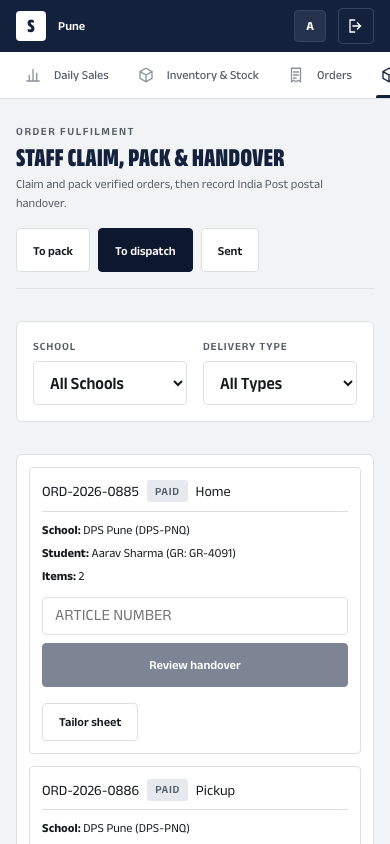 S Pune A
Daily Sales Inventory & Stock Orders
ORDER FULFILMENT
STAFF CLAIM, PACK & HANDOVER
Claim and pack verified orders, then record India Post postal
handover.
To pack To dispatch Sent
SCHOOL DELIVERY TYPE
All Schools All Types
ORD-2026-0885 PAID Home
School: DPS Pune (DPS-PNQ)
Student: Aarav Sharma (GR: GR-4091)
Items: 2
ARTICLE NUMBER
Review handover
Tailor sheet
ORD-2026-0886 PAID Pickup
School: DPS Pune (DPS-PNQ)